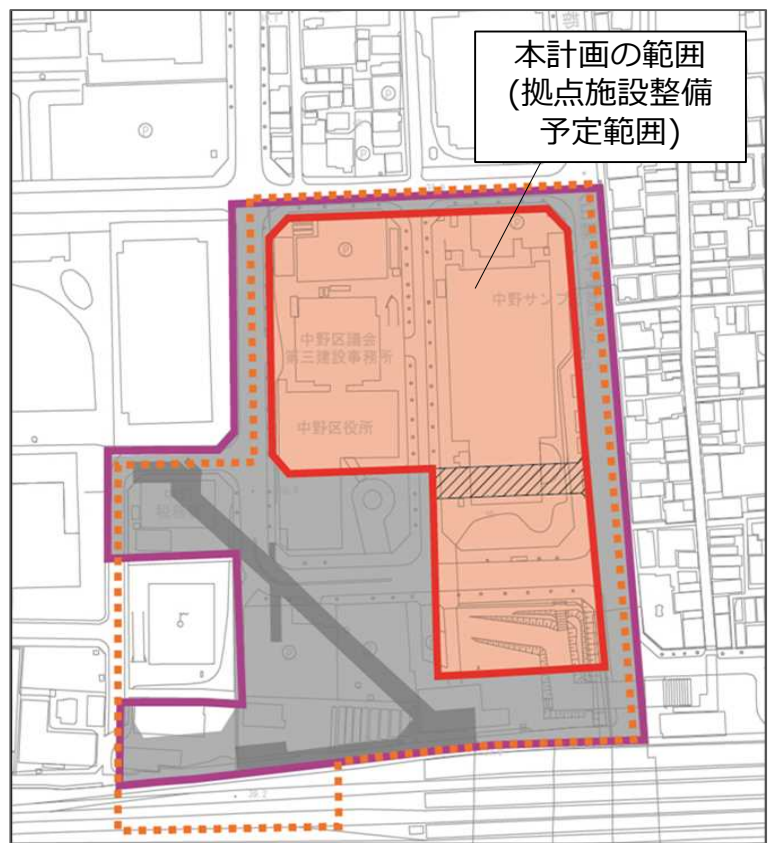 本計画の範囲
(拠点施設整備
予定範囲)
P
P
P
P
中野サンプ
中野区議会
第三建設事務所
中野区役所
P